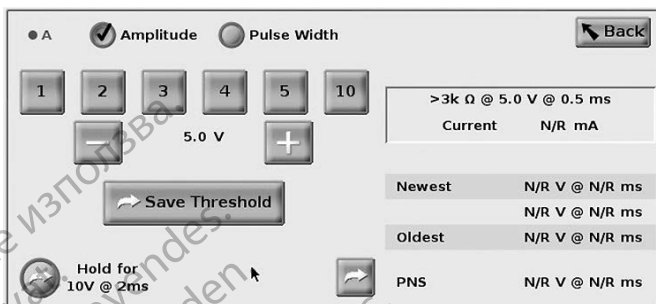 A Amplitude Pulse Width Back
1 2 3 4 5 10
− 5.0 V +
>3k Ω @ 5.0 V @ 0.5 ms
Current N/R mA
Save Threshold
Newest N/R V @ N/R ms
N/R V @ N/R ms
Oldest N/R V @ N/R ms
Hold for
10V @ 2ms
PNS N/R V @ N/R ms
използва.